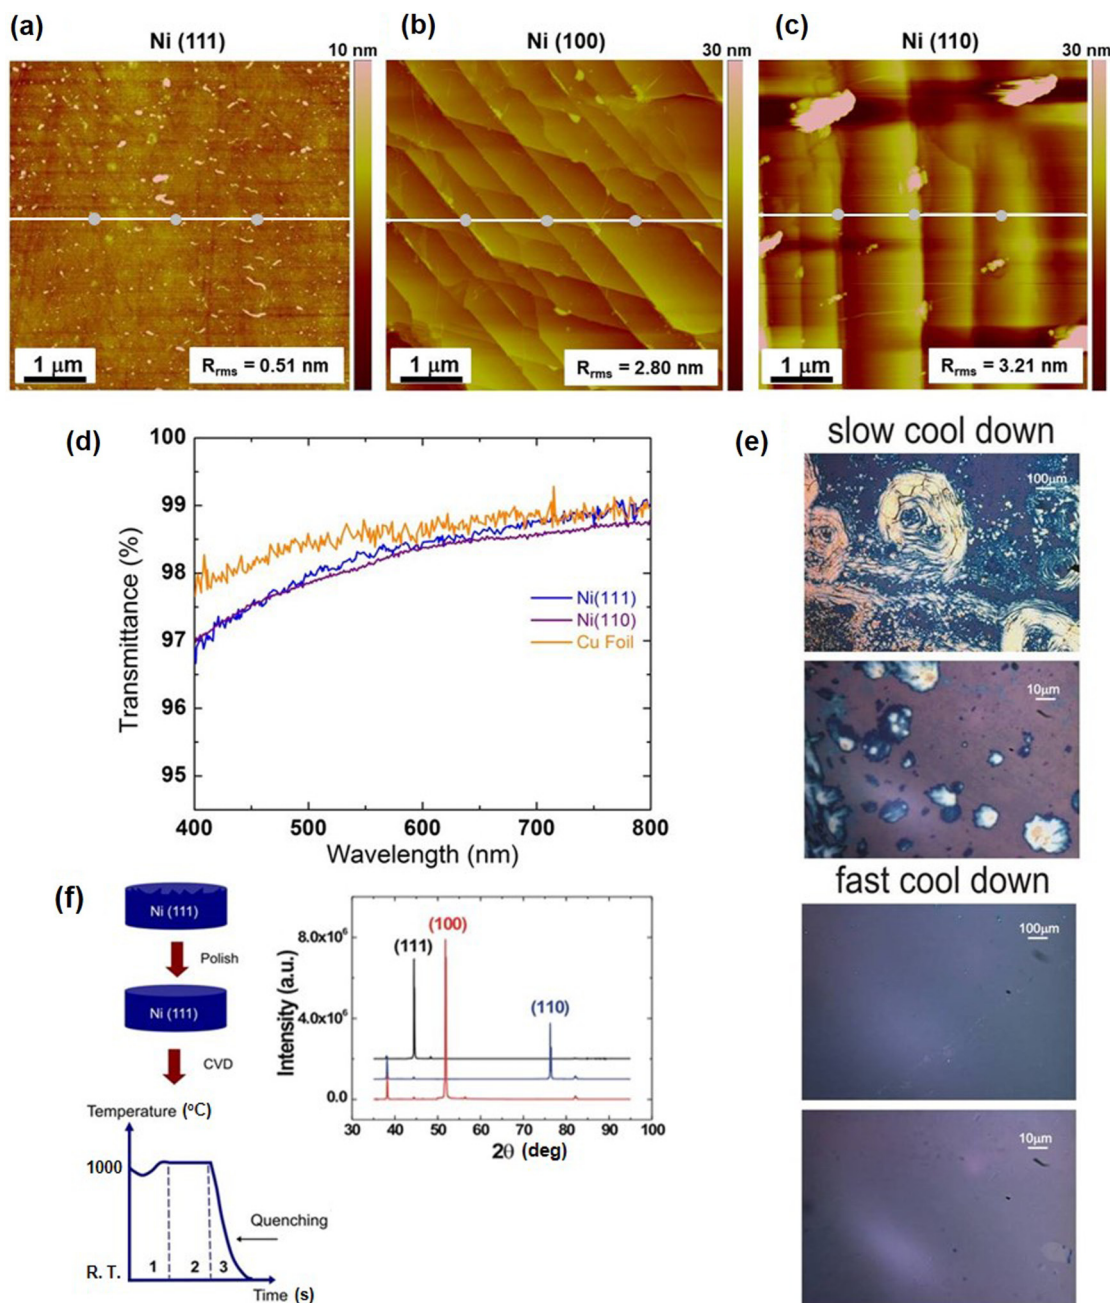 (a)
Ni (111)
10 nm
1 μm
Rrms = 0.51 nm
(b)
Ni (100)
30 nm
1 μm
Rrms = 2.80 nm
(c)
Ni (110)
30 nm
1 μm
Rrms = 3.21 nm
(d)
100
99
98
97
96
95
Transmittance (%)
Ni(111)
Ni(110)
Cu Foil
400
500
600
700
800
Wavelength (nm)
(e)
slow cool down
100μm
10μm
fast cool down
100μm
10μm
(f)
Ni (111)
Polish
Ni (111)
CVD
Temperature (°C)
1000
Quenching
1 2 3
R. T.
Time (s)
Intensity (a.u.)
8.0x10⁶
4.0x10⁶
0.0
(111)
(100)
(110)
30 40 50 60 70 80 90 100
2θ (deg)